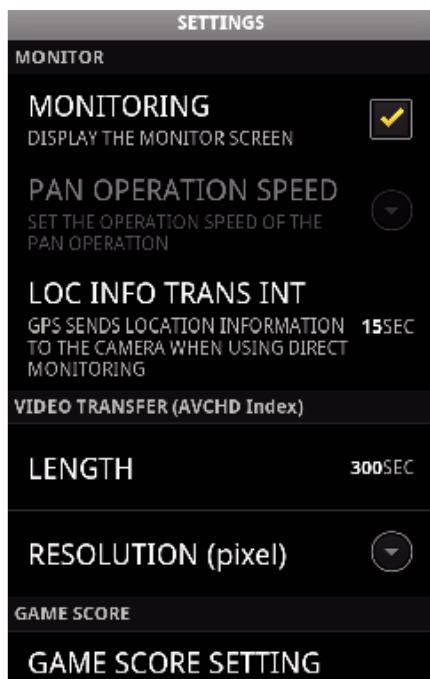 SETTINGS
MONITOR
MONITORING
DISPLAY THE MONITOR SCREEN
PAN OPERATION SPEED
SET THE OPERATION SPEED OF THE
PAN OPERATION
LOC INFO TRANS INT
GPS SENDS LOCATION INFORMATION 15SEC
TO THE CAMERA WHEN USING DIRECT
MONITORING
VIDEO TRANSFER (AVCHD Index)
LENGTH 300SEC
RESOLUTION (pixel)
GAME SCORE
GAME SCORE SETTING